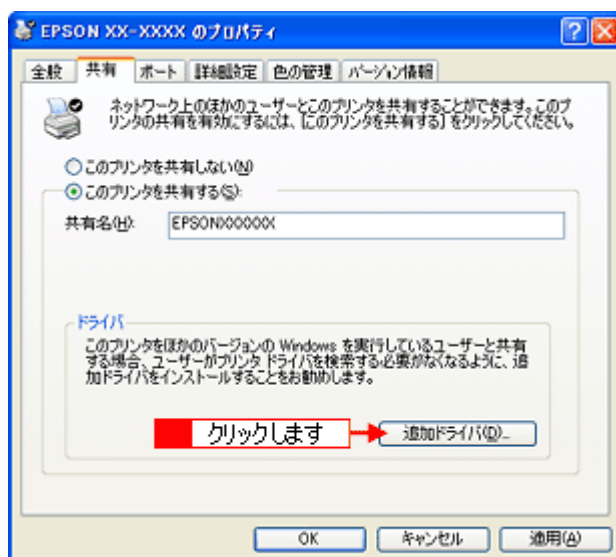 EPSON XX-XXXX のプロパティ
全般 共有 ポート 詳細設定 色の管理 バージョン情報
ネットワーク上のほかのユーザーとこのプリンタを共有することができます。このプ
リンタの共有を有効にするには、[このプリンタを共有する] をクリックしてください。
このプリンタを共有しない(N)
このプリンタを共有する(S):
共有名(H): EPSONXXXXXX
ドライバ
このプリンタをほかのバージョンの Windows を実行しているユーザーと共有
する場合、ユーザーがプリンタ ドライバを検索する必要がなくなるように、追
加ドライバをインストールすることをお勧めします。
クリックします 追加ドライバ(D)...
OK キャンセル 適用(A)